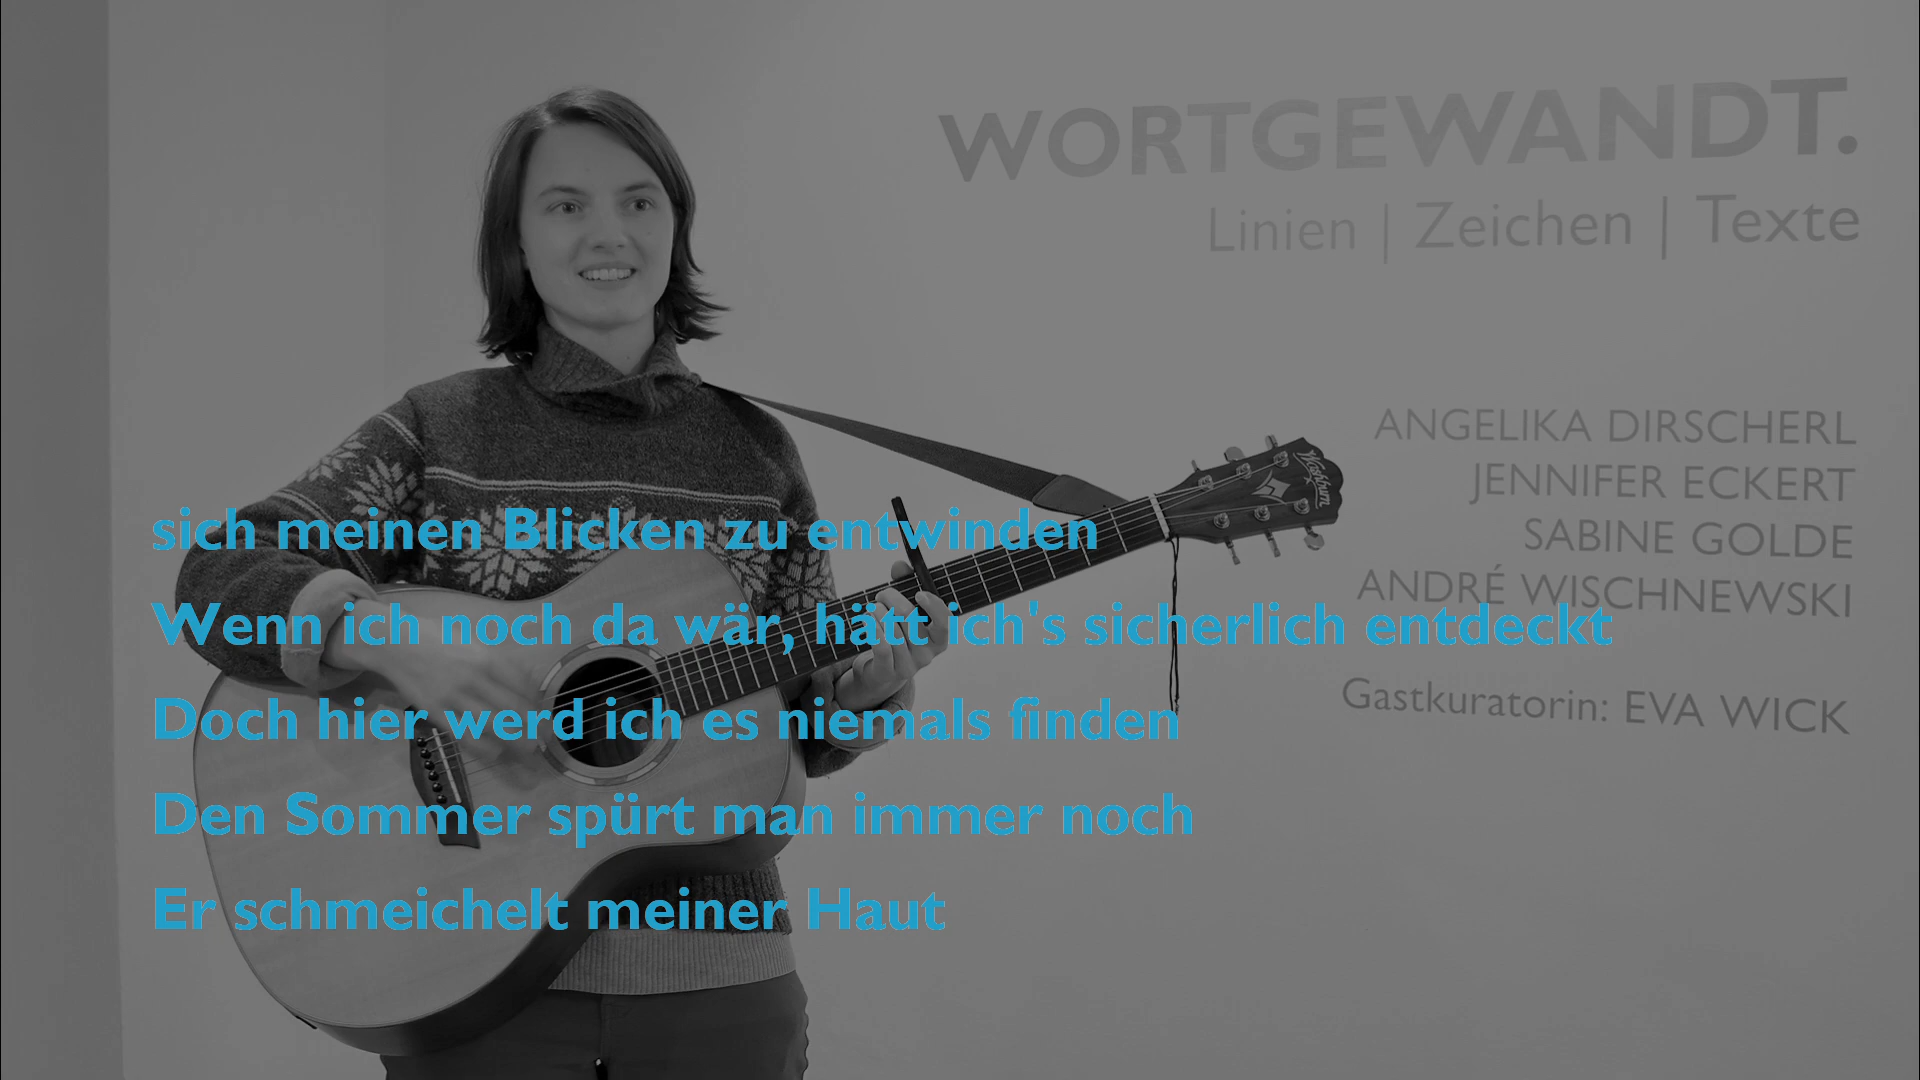 WORTGEWANDT.
Linien | Zeichen | Texte
ANGELIKA DIRSCHERL
JENNIFER ECKERT
SABINE GOLDE
ANDRÉ WISCHNEWSKI
Gastkuratorin: EVA WICK
Washburn
sich meinen Blicken zu entwinden
Wenn ich noch da wär, hätt ich's sicherlich entdeckt
Doch hier werd ich es niemals finden
Den Sommer spürt man immer noch
Er schmeichelt meiner Haut